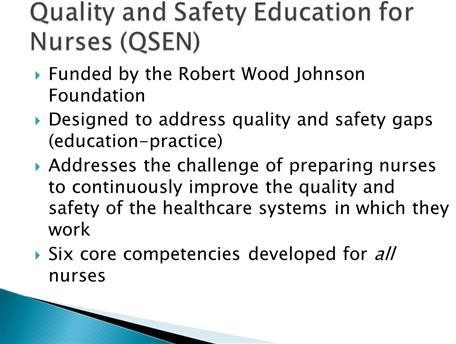 Quality and Safety Education for
Nurses (QSEN)
Funded by the Robert Wood Johnson
Foundation
Designed to address quality and safety gaps
(education-practice)
Addresses the challenge of preparing nurses
to continuously improve the quality and
safety of the healthcare systems in which they
work
Six core competencies developed for all
nurses